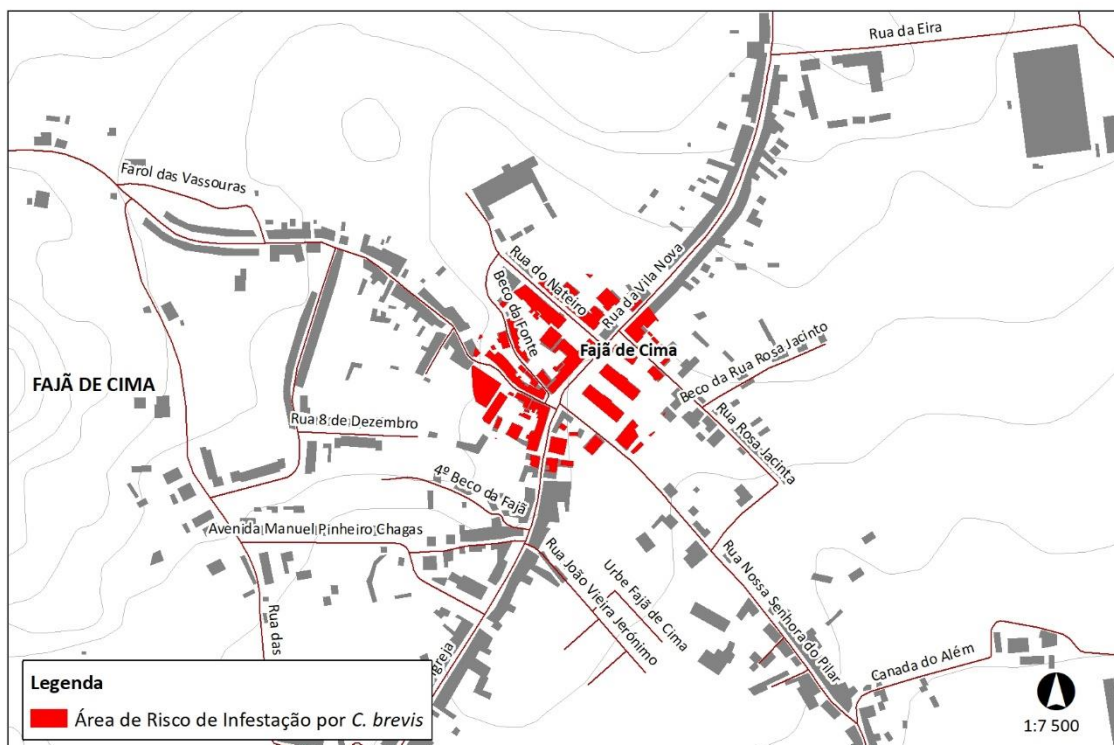 Rua da Eira
Farol das Vassouras
Rua do Nateiro
Rua da Vila Nova
Beco da Fonte
Fajã de Cima
Beco da Rua Rosa Jacinto
FAJÃ DE CIMA
Rua Rosa Jacinta
Rua 8 de Dezembro
4º Beco da Fajã
Avenida Manuel Pinheiro Chagas
Rua João Vieira Jerónimo
Urbe Fajã de Cima
Rua Nossa Senhora do Pilar
Rua das
Igreja
Canada do Além
Legenda
Área de Risco de Infestação por C. brevis
1:7 500